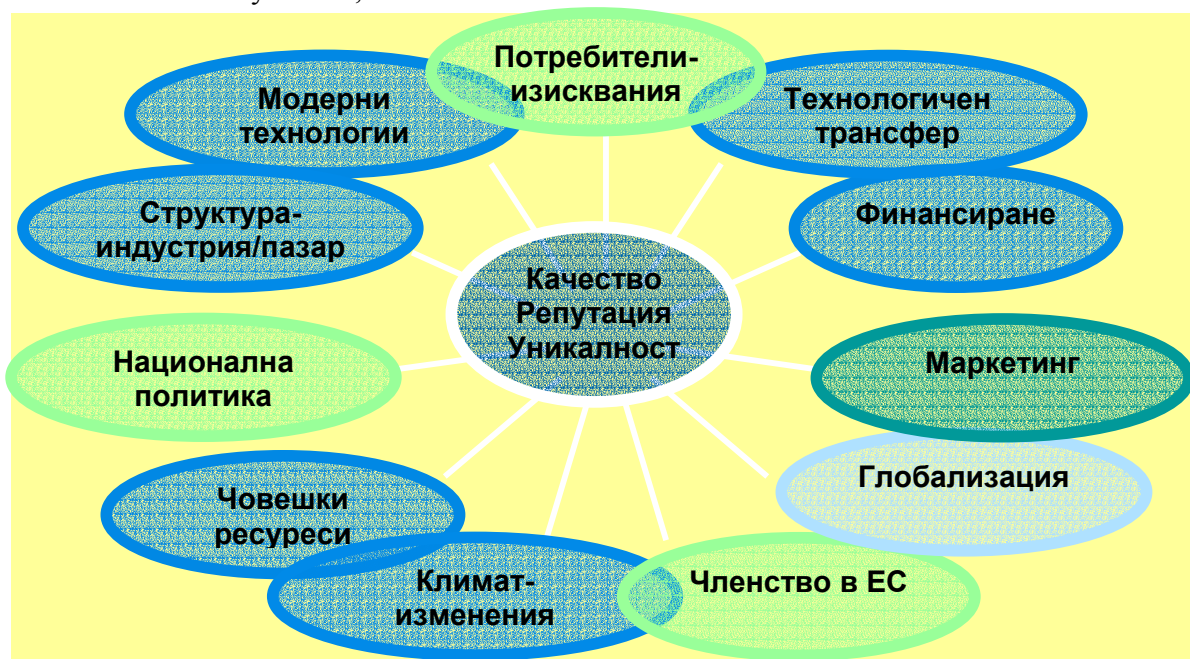 Потребители-
изисквания
Модерни
технологии
Технологичен
трансфер
Структура-
индустрия/пазар
Финансиране
Качество
Репутация
Уникалност
Национална
политика
Маркетинг
Човешки
ресуреси
Глобализация
Климат-
изменения
Членство в ЕС